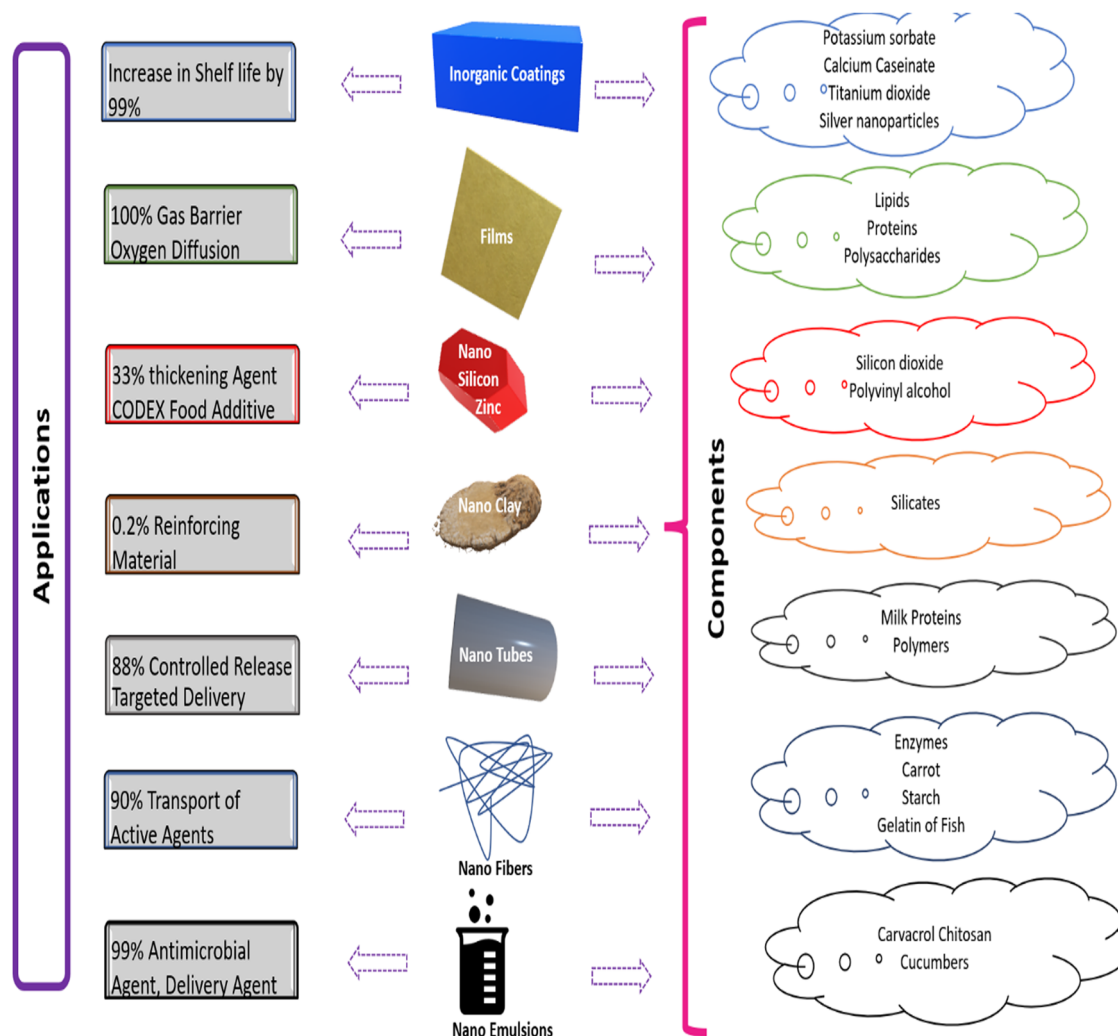 Applications
Increase in Shelf life by
99%
Inorganic Coatings
Potassium sorbate
Calcium Caseinate
Titanium dioxide
Silver nanoparticles
100% Gas Barrier
Oxygen Diffusion
Films
Lipids
Proteins
Polysaccharides
33% thickening Agent
CODEX Food Additive
Nano
Silicon
Zinc
Silicon dioxide
Polyvinyl alcohol
0.2% Reinforcing
Material
Nano Clay
Silicates
Components
88% Controlled Release
Targeted Delivery
Nano Tubes
Milk Proteins
Polymers
90% Transport of
Active Agents
Nano Fibers
Enzymes
Carrot
Starch
Gelatin of Fish
99% Antimicrobial
Agent, Delivery Agent
Nano Emulsions
Carvacrol Chitosan
Cucumbers